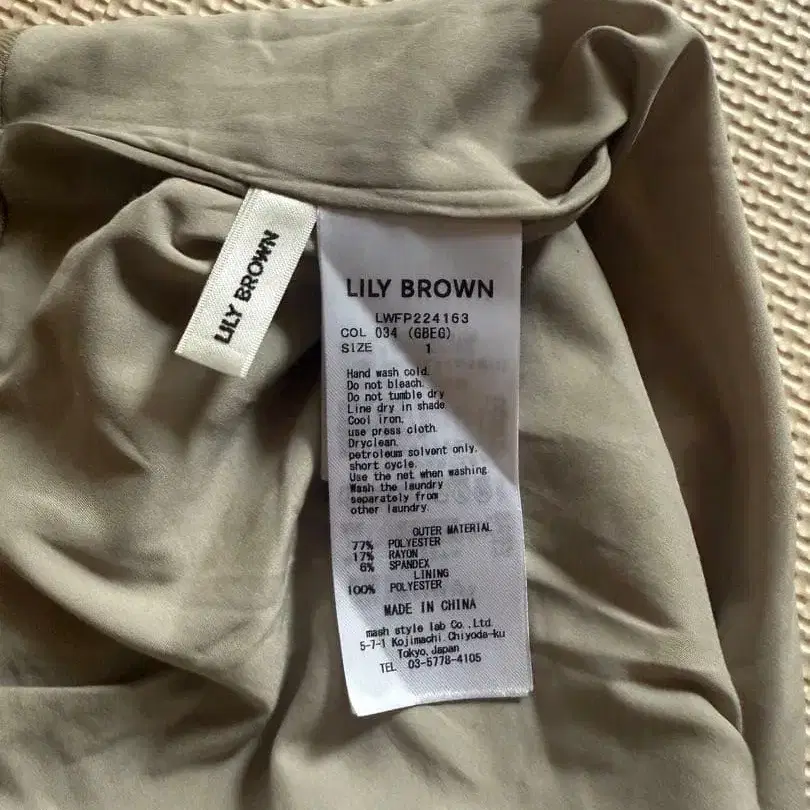 LILY BROWN
LILY BROWN
LWFP224163
COL 034 (GBEG)
SIZE 1
Hand wash cold.
Do not bleach.
Do not tumble dry
Line dry in shade
Cool iron.
use press cloth.
Dryclean.
petroleum solvent only.
short cycle.
Use the net when washing
Wash the laundry
separately from
other laundry.
OUTER MATERIAL
77% POLYESTER
17% RAYON
6% SPANDEX
LINING
100% POLYESTER
MADE IN CHINA
mash style lab Co.,Ltd.
5-7-1 Kojimachi.Chiyoda-ku
Tokyo,Japan
TEL 03-5778-4105